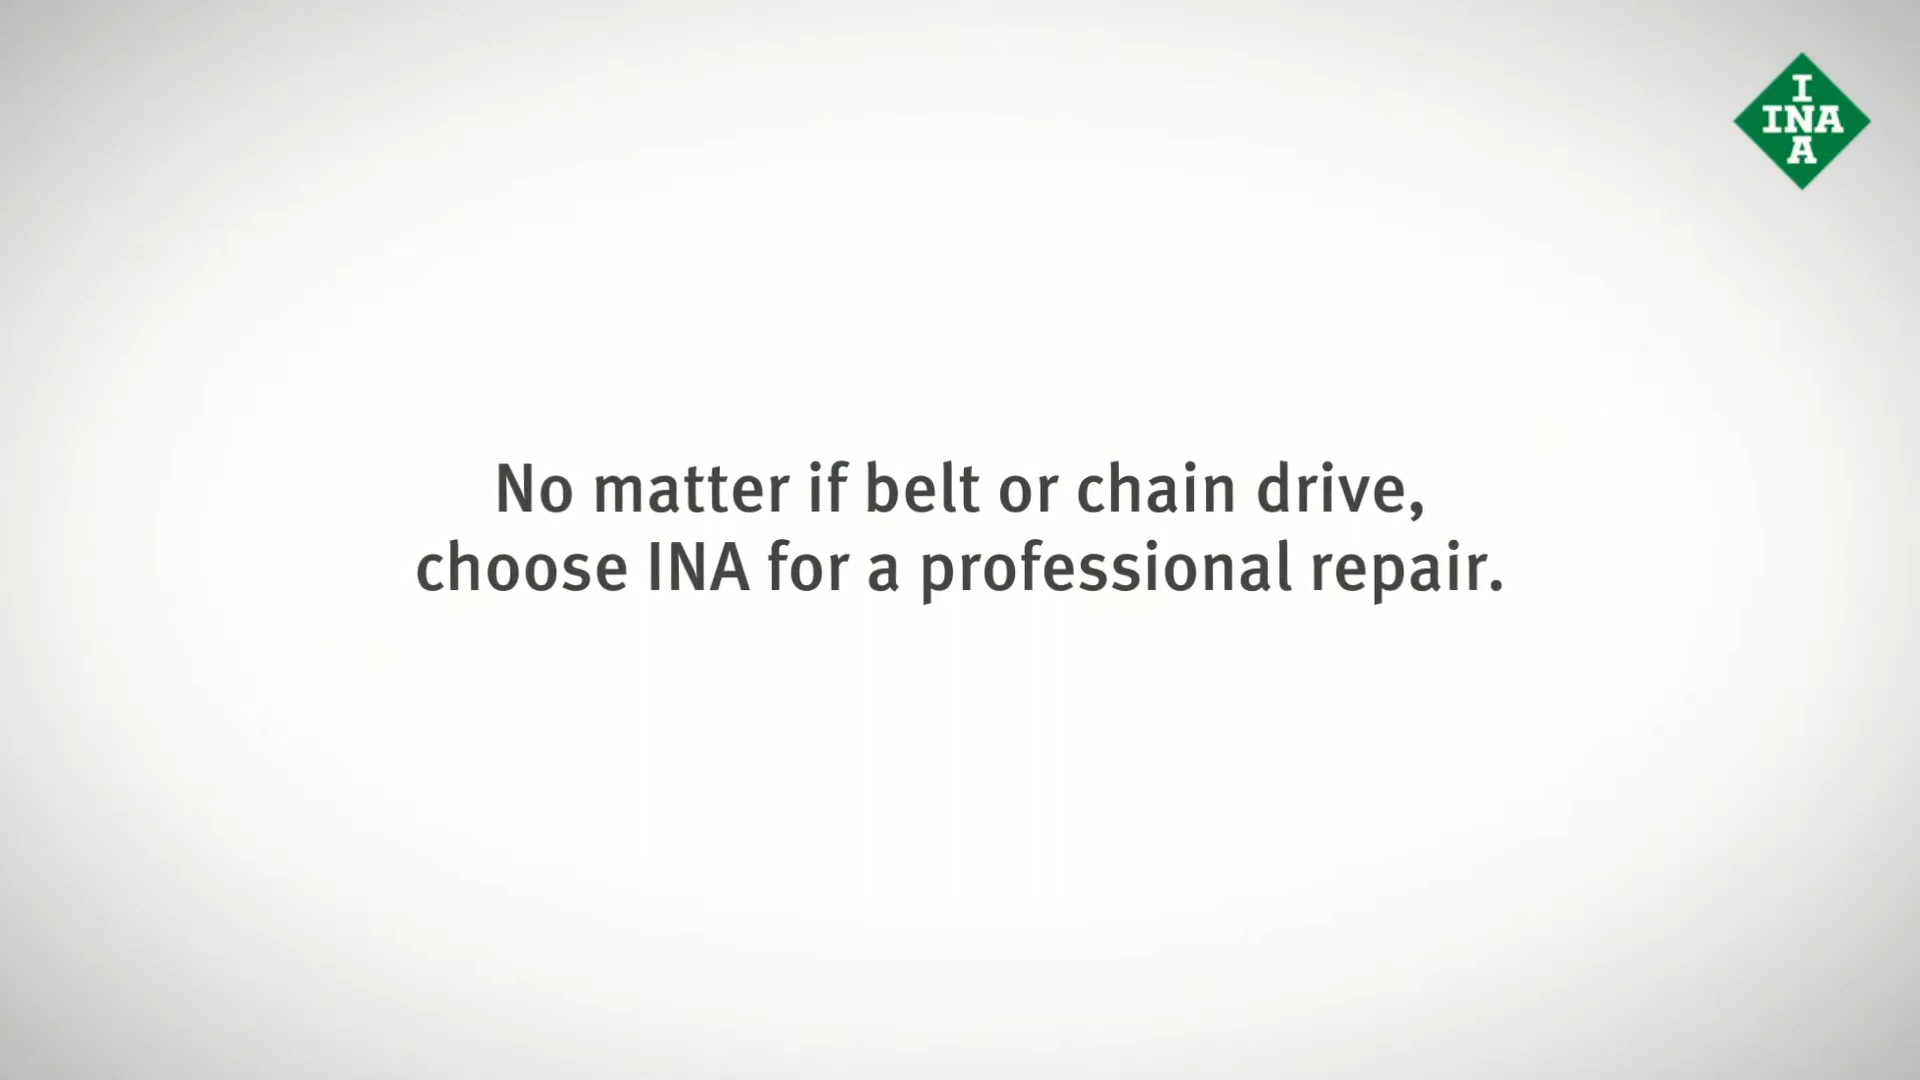 I
INA
A
No matter if belt or chain drive,
choose INA for a professional repair.